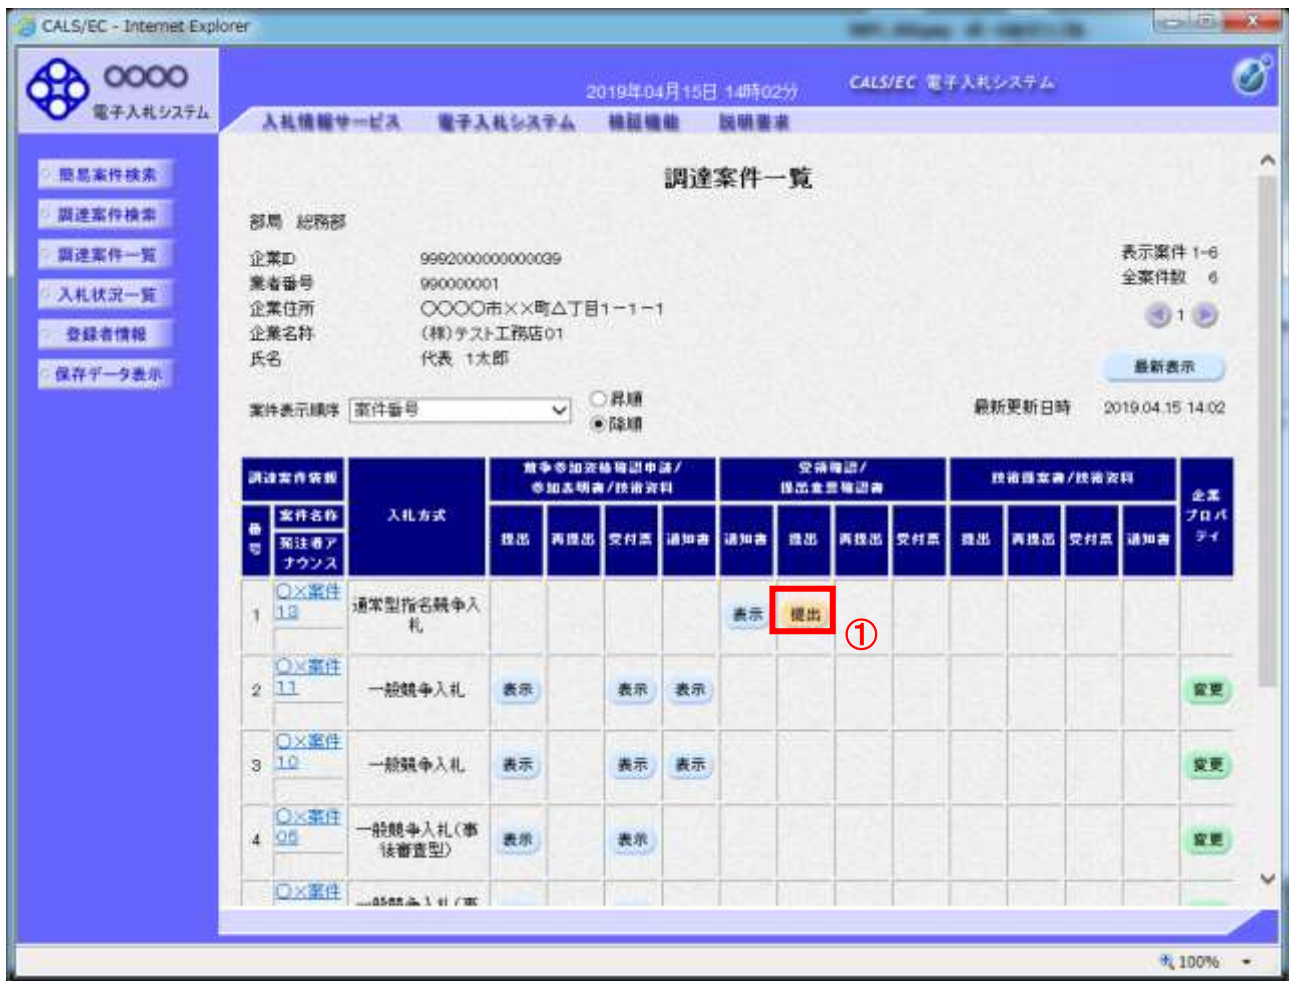 CALS/EC - Internet Explorer
OOOO
電子入札システム
2019年04月15日 14時02分
CALS/EC 電子入札システム
入札情報サービス 電子入札システム 検証機能 説明要求
簡易案件検索
調達案件検索
調達案件一覧
入札状況一覧
登録者情報
保存データ表示
調達案件一覧
部局 総務部
企業ID 9992000000000039
業者番号 990000001
企業住所 〇〇〇〇市××町△丁目1-1-1
企業名称 (株)テスト工務店01
氏名 代表 1太郎
表示案件 1-6
全案件数 6
1
最新表示
案件表示順序 案件番号
昇順
降順
最新更新日時 2019.04.15 14:02
調達案件情報 入札方式 競争参加資格確認申請/参加表明書/技術資料 受領確認/提出意思確認書 技術提案書/技術資料 企業プロパティ
番号 案件名称 発注者アナウンス 提出 再提出 受付票 通知書 通知書 提出 再提出 受付票 提出 再提出 受付票 通知書
1 〇×案件13 通常型指名競争入札 表示 提出
①
2 〇×案件11 一般競争入札 表示 表示 表示 変更
3 〇×案件10 一般競争入札 表示 表示 表示 変更
4 〇×案件05 一般競争入札(事後審査型) 表示 表示 変更
〇×案件
100%